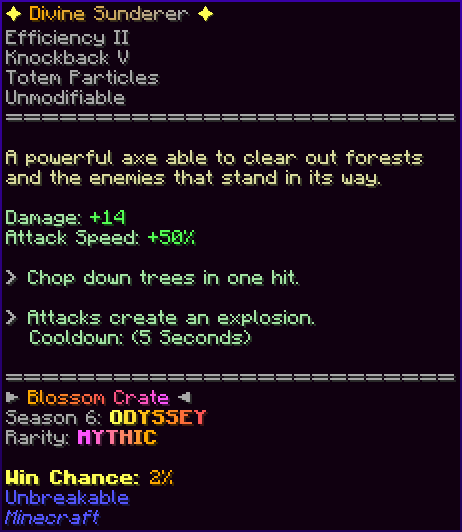 ✦ Divine Sunderer ✦
Efficiency II
Knockback V
Totem Particles
Unmodifiable
================================
A powerful axe able to clear out forests
and the enemies that stand in its way.
Damage: +14
Attack Speed: +50%
> Chop down trees in one hit.
> Attacks create an explosion.
Cooldown: (5 Seconds)
================================
► Blossom Crate ◄
Season 6: ODYSSEY
Rarity: MYTHIC
Win Chance: 2%
Unbreakable
Minecraft